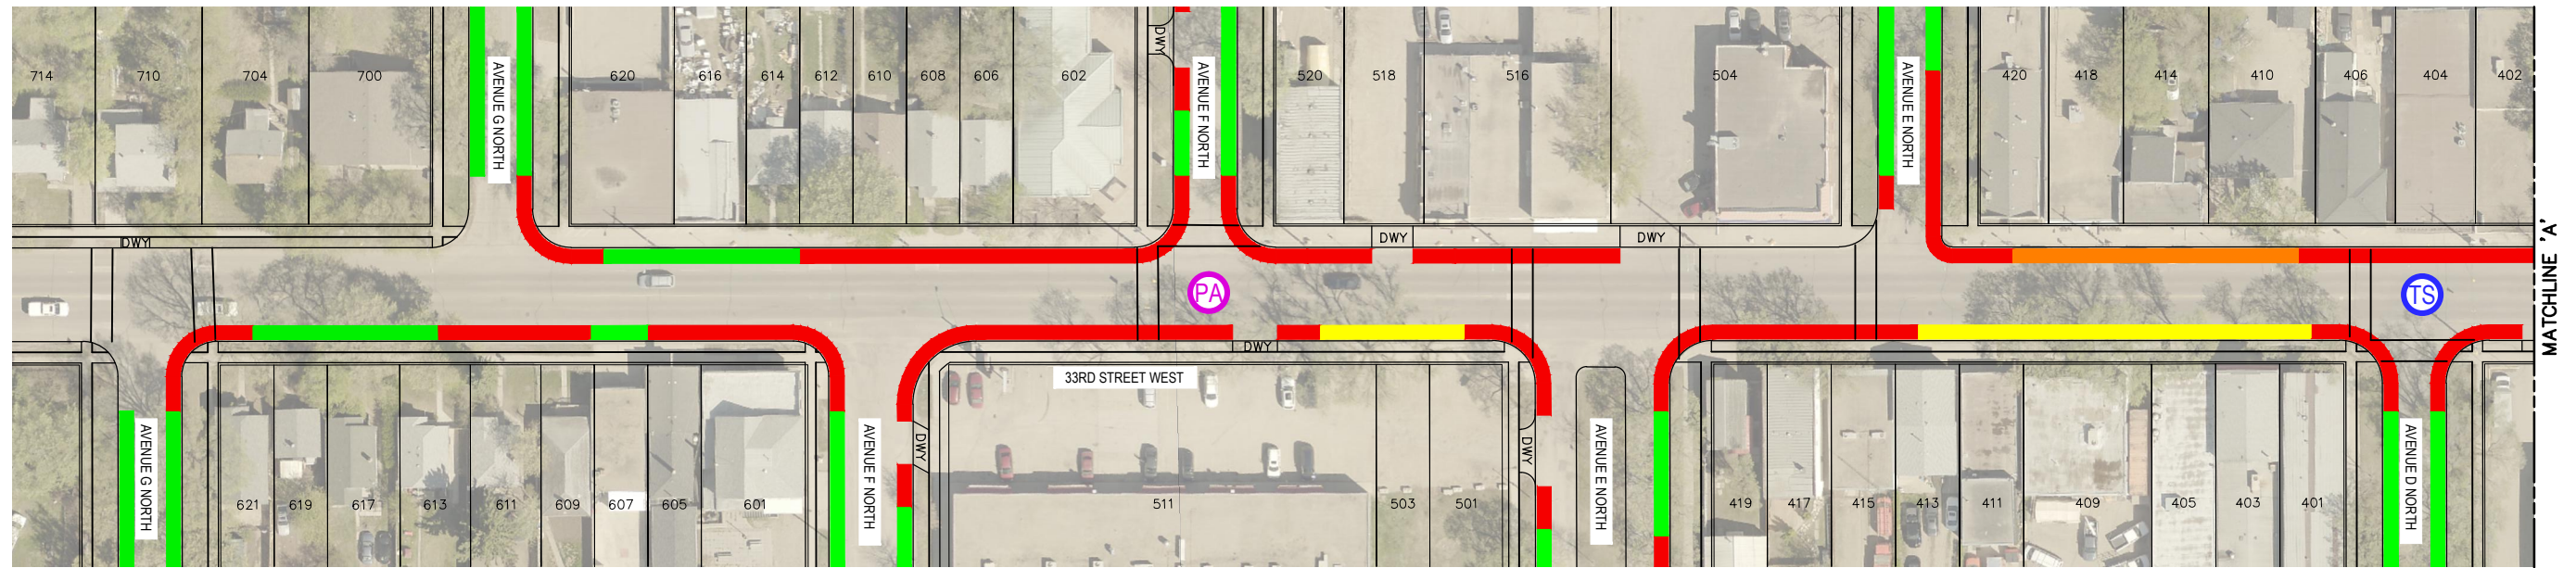 714
710
704
700
AVENUE G NORTH
620
616
614
612
610
608
606
602
DWY
AVENUE F NORTH
520
518
516
504
AVENUE E NORTH
420
418
414
410
406
404
402
MATCHLINE 'A'
DWY
DWY
DWY
PA
TS
DWY
33RD STREET WEST
AVENUE G NORTH
621
619
617
613
611
609
607
605
601
AVENUE F NORTH
DWY
511
503
501
DWY
AVENUE E NORTH
419
417
415
413
411
409
405
403
401
AVENUE D NORTH